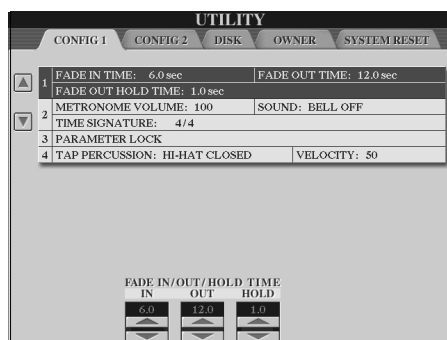 UTILITY
CONFIG 1 CONFIG 2 DISK OWNER SYSTEM RESET
1 FADE IN TIME: 6.0 sec FADE OUT TIME: 12.0 sec
FADE OUT HOLD TIME: 1.0 sec
2 METRONOME VOLUME: 100 SOUND: BELL OFF
TIME SIGNATURE: 4/4
3 PARAMETER LOCK
4 TAP PERCUSSION: HI-HAT CLOSED VELOCITY: 50
FADE IN/OUT/HOLD TIME
IN OUT HOLD
6.0 12.0 1.0